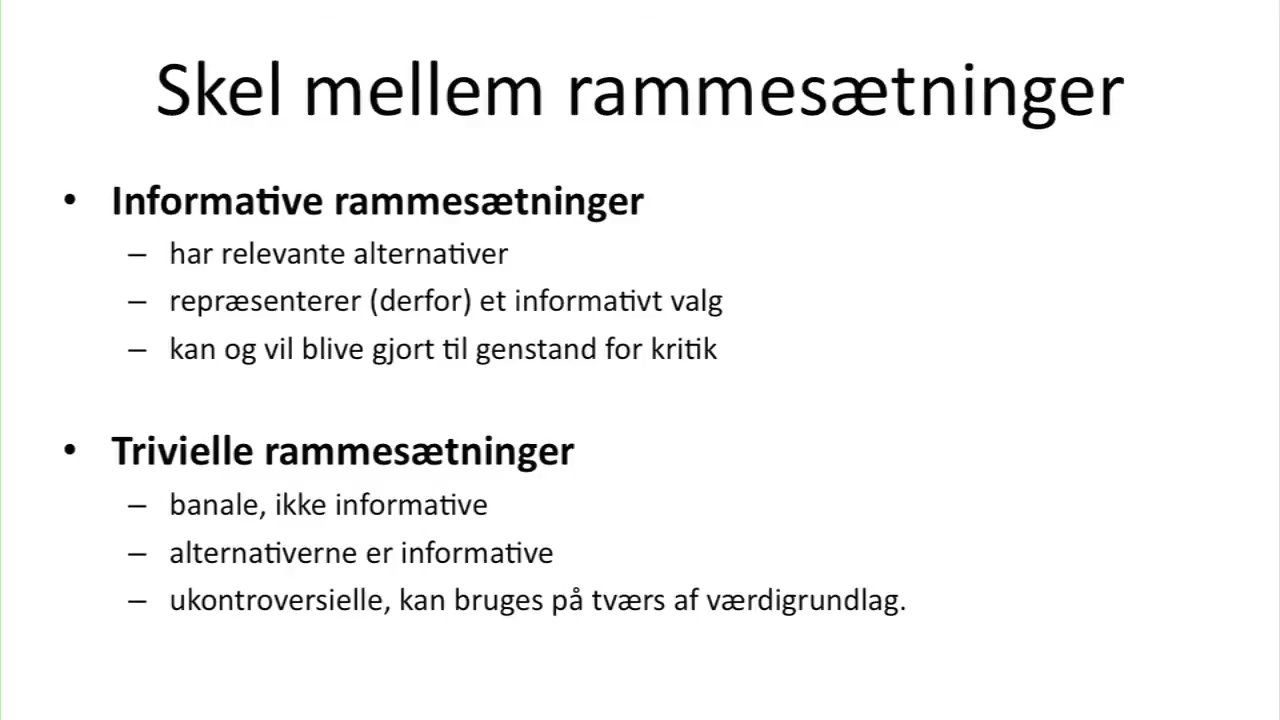 Skel mellem rammesætninger
• Informative rammesætninger
– har relevante alternativer
– repræsenterer (derfor) et informativt valg
– kan og vil blive gjort til genstand for kritik
• Trivielle rammesætninger
– banale, ikke informative
– alternativerne er informative
– ukontroversielle, kan bruges på tværs af værdigrundlag.